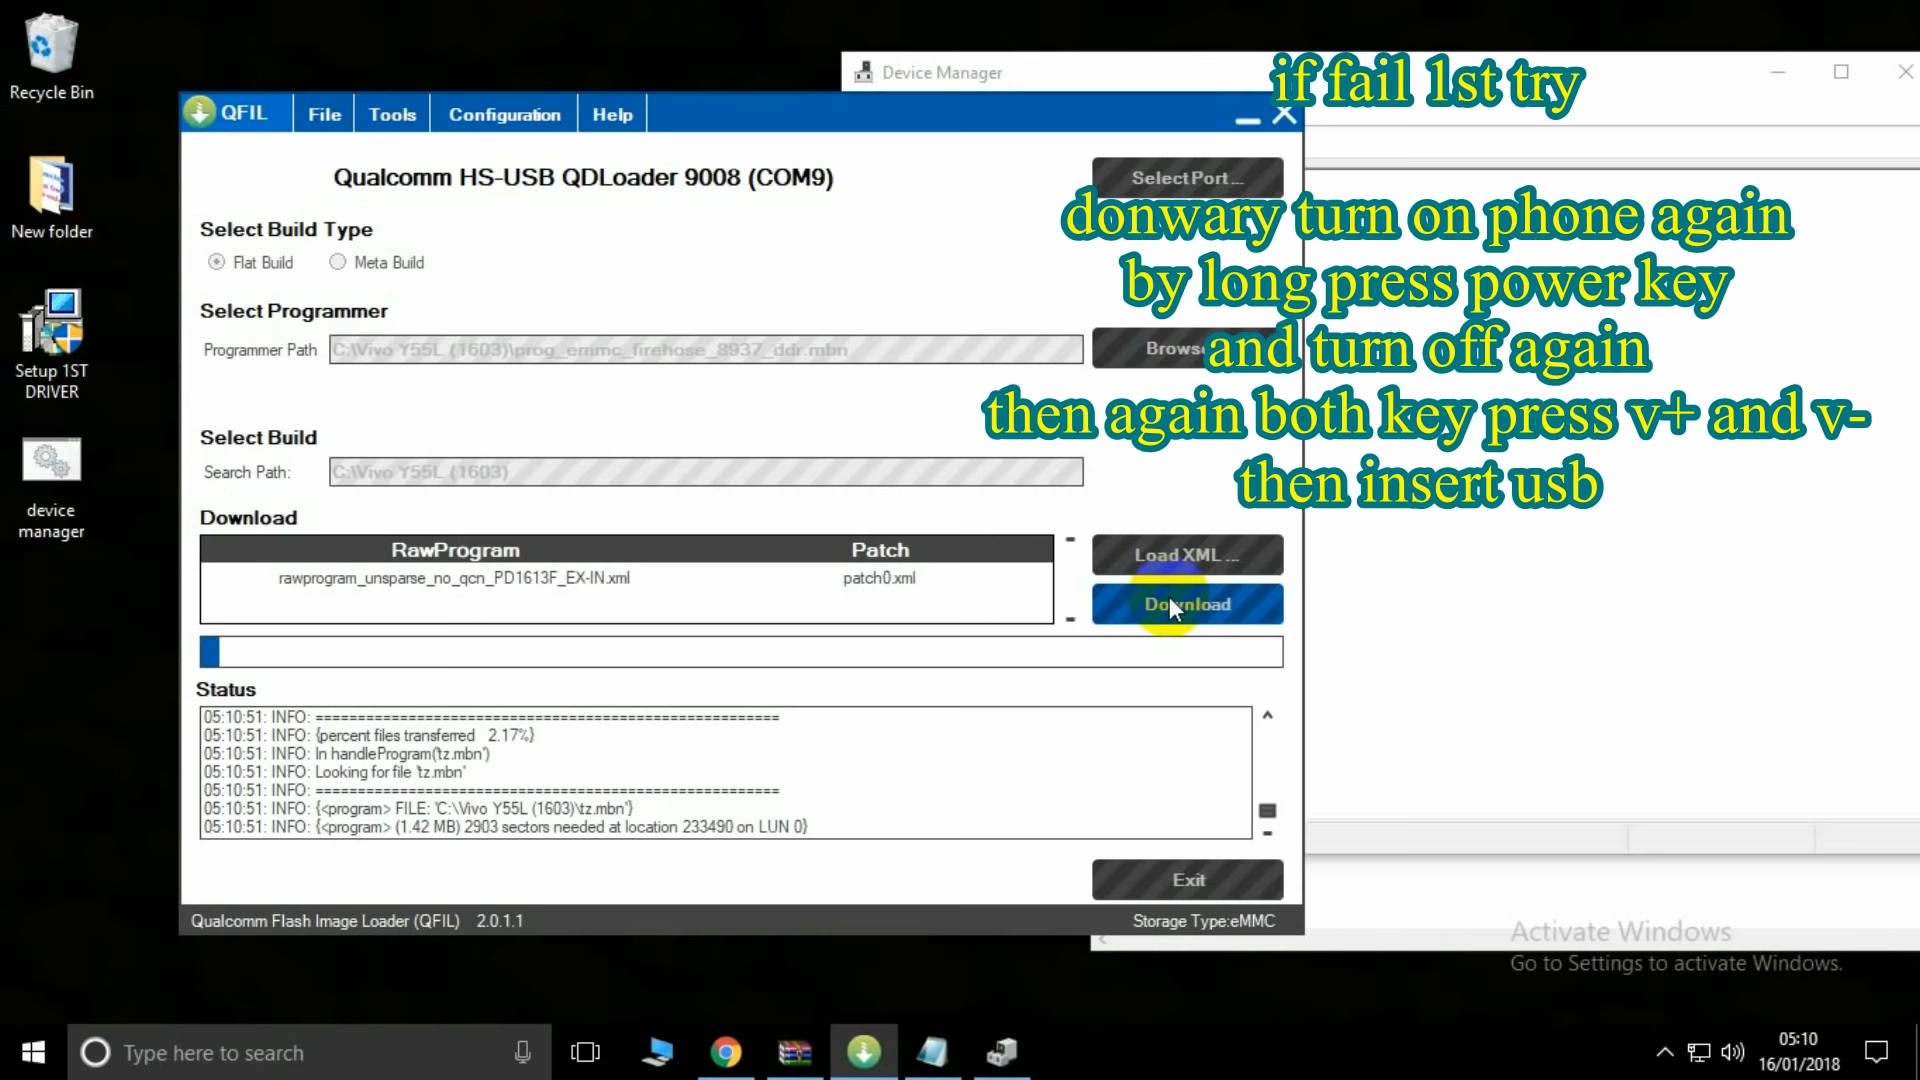 Recycle Bin
New folder
Setup 1ST
DRIVER
device
manager
Device Manager
if fail 1st try
QFIL
File
Tools
Configuration
Help
Qualcomm HS-USB QDLoader 9008 (COM9)
Select Port ...
donwary turn on phone again
by long press power key
and turn off again
then again both key press v+ and v-
then insert usb
Select Build Type
Flat Build
Meta Build
Select Programmer
Programmer Path
C:\Vivo Y55L (1603)\prog_emmc_firehose_8937_ddr.mbn
Select Build
Search Path:
C:\Vivo Y55L (1603)
Download
RawProgram
Patch
rawprogram_unsparse_no_qcn_PD1613F_EX-IN.xml
patch0.xml
Load XML ...
Download
Status
05:10:51: INFO: =======================================================
05:10:51: INFO: {percent files transferred   2.17%}
05:10:51: INFO: In handleProgram('tz.mbn')
05:10:51: INFO: Looking for file 'tz.mbn'
05:10:51: INFO: =======================================================
05:10:51: INFO: {<program> FILE: 'C:\Vivo Y55L (1603)\tz.mbn'}
05:10:51: INFO: {<program> (1.42 MB) 2903 sectors needed at location 233490 on LUN 0}
Exit
Qualcomm Flash Image Loader (QFIL)   2.0.1.1
Storage Type:eMMC
Activate Windows
Go to Settings to activate Windows.
Type here to search
05:10
16/01/2018